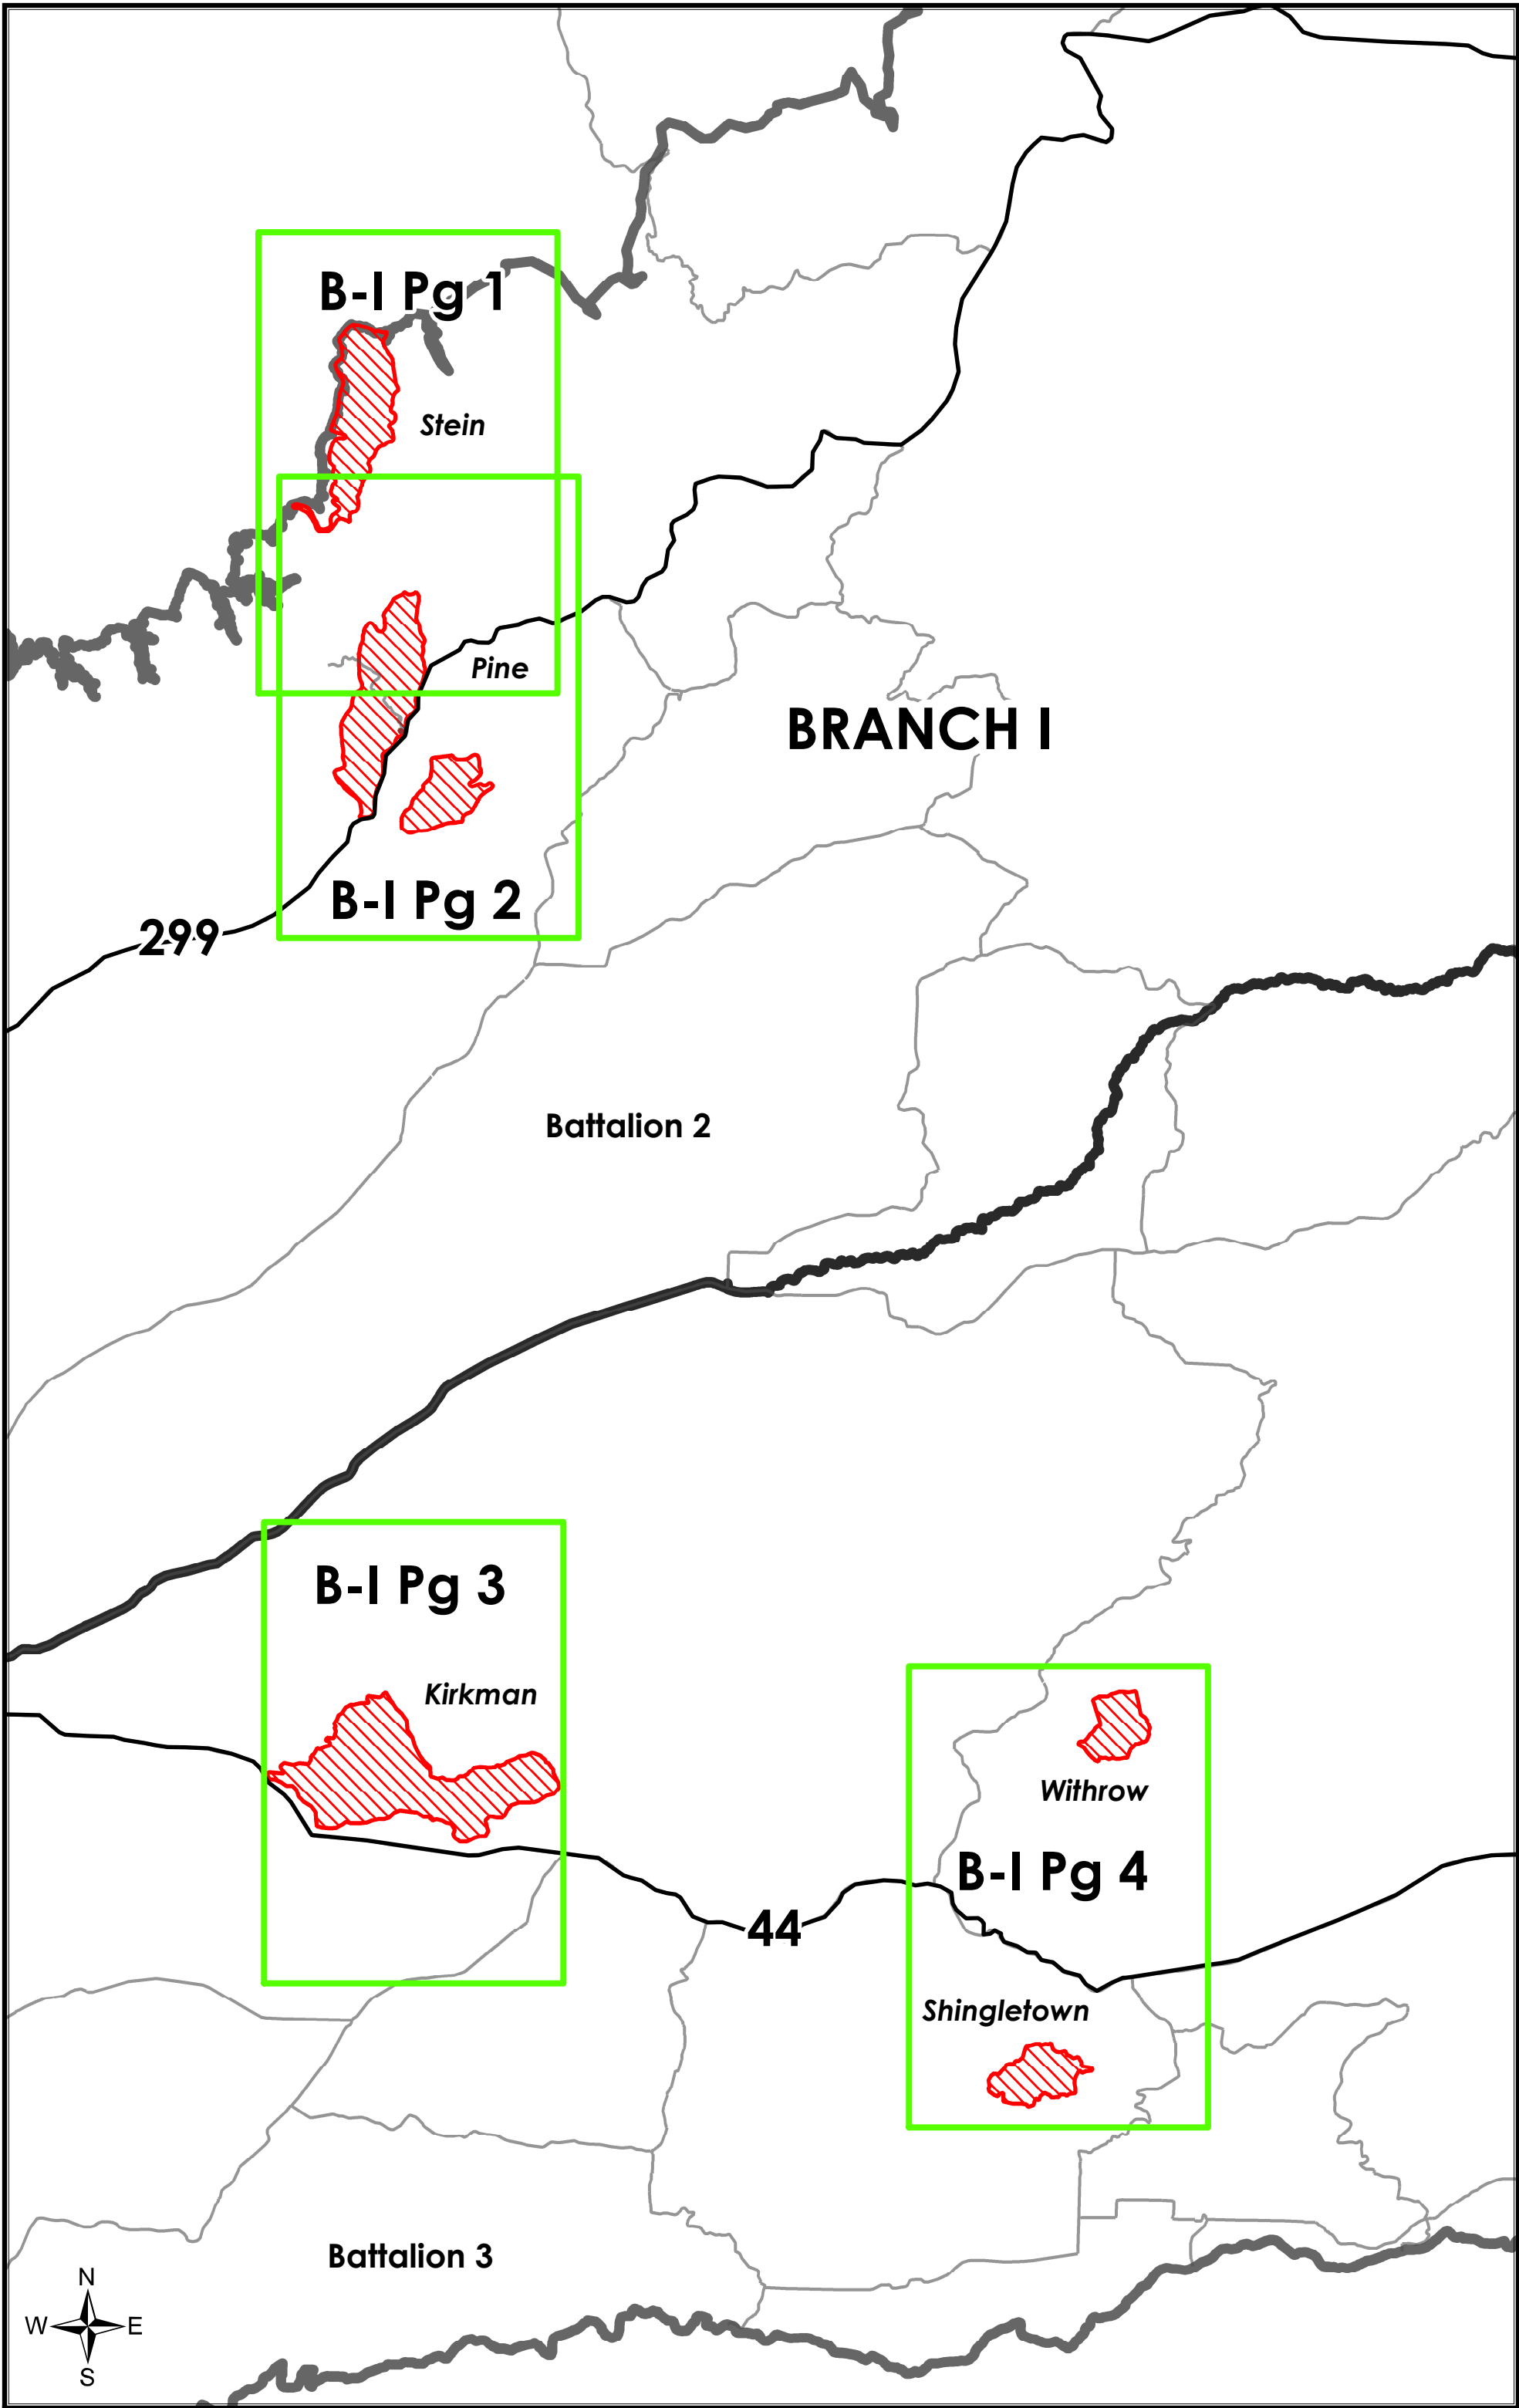 B-I Pg 1
Stein
Pine
BRANCH I
B-I Pg 2
299
Battalion 2
B-I Pg 3
Kirkman
Withrow
B-I Pg 4
44
Shingletown
Battalion 3
N
W E
S